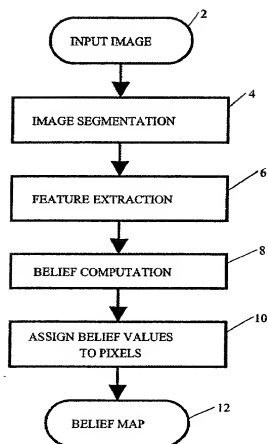 2
INPUT IMAGE
4
IMAGE SEGMENTATION
6
FEATURE EXTRACTION
8
BELIEF COMPUTATION
10
ASSIGN BELIEF VALUES
TO PIXELS
12
BELIEF MAP